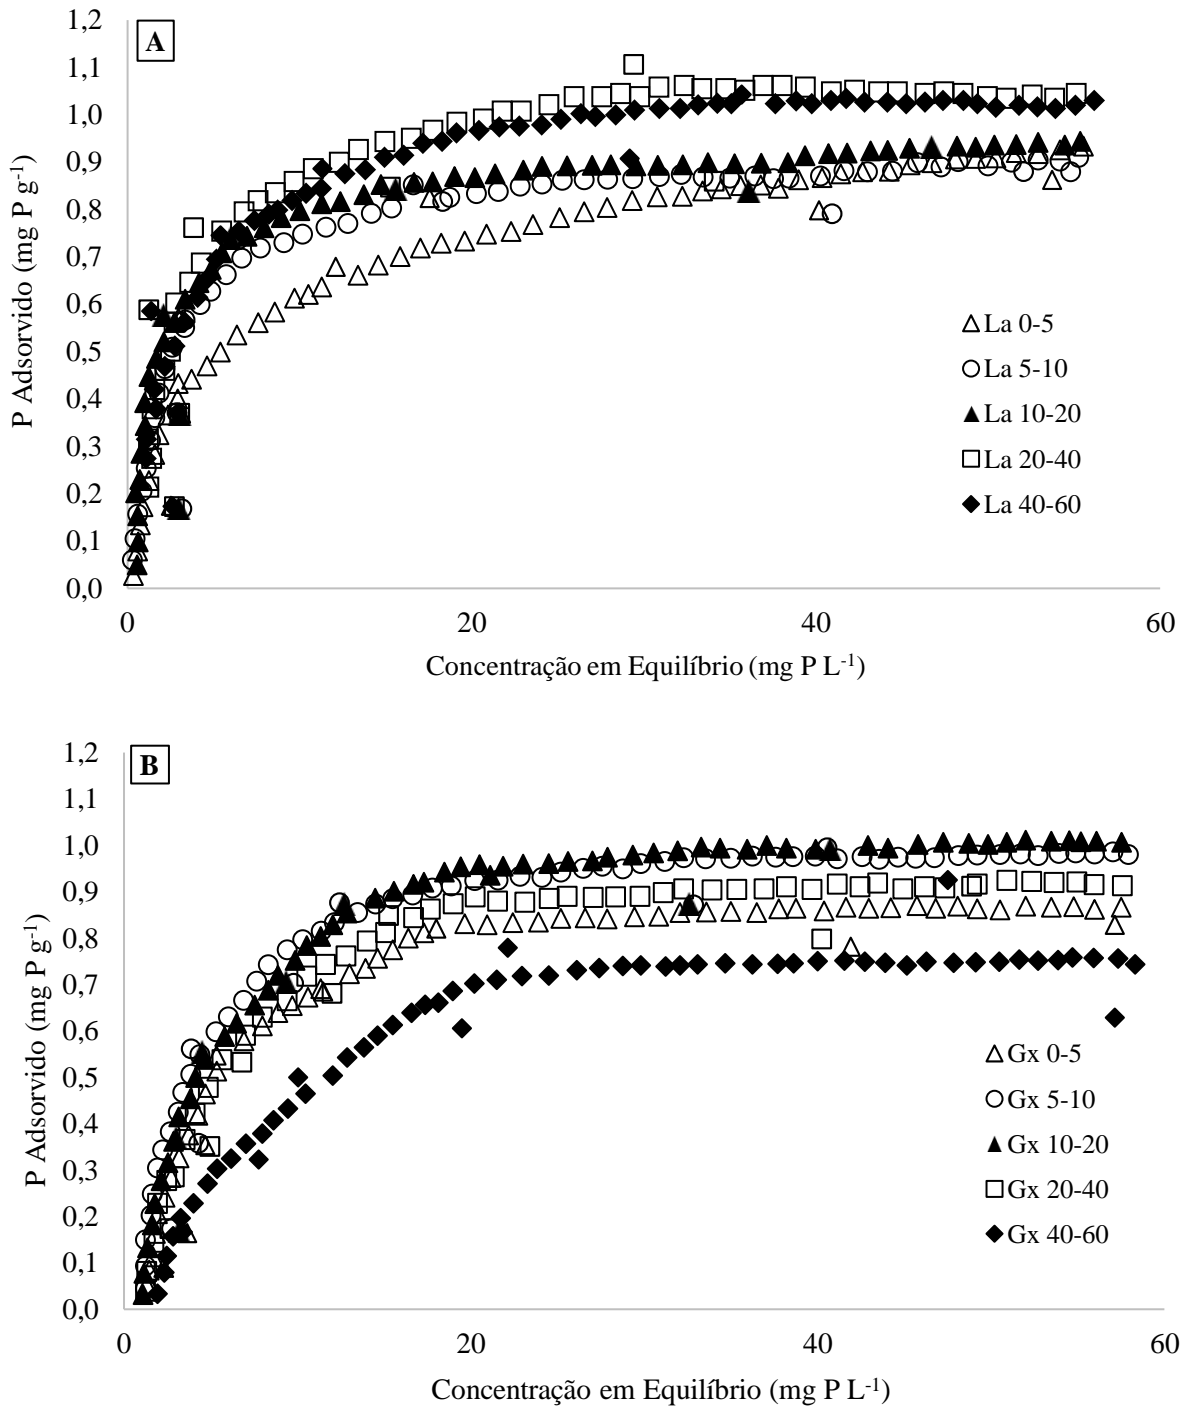 A
1,2
1,1
1,0
0,9
0,8
0,7
0,6
0,5
0,4
0,3
0,2
0,1
0,0
P Adsorvido (mg P g-1)
La 0-5
La 5-10
La 10-20
La 20-40
La 40-60
0 20 40 60
Concentração em Equilíbrio (mg P L-1)
B
1,2
1,1
1,0
0,9
0,8
0,7
0,6
0,5
0,4
0,3
0,2
0,1
0,0
P Adsorvido (mg P g-1)
Gx 0-5
Gx 5-10
Gx 10-20
Gx 20-40
Gx 40-60
0 20 40 60
Concentração em Equilíbrio (mg P L-1)